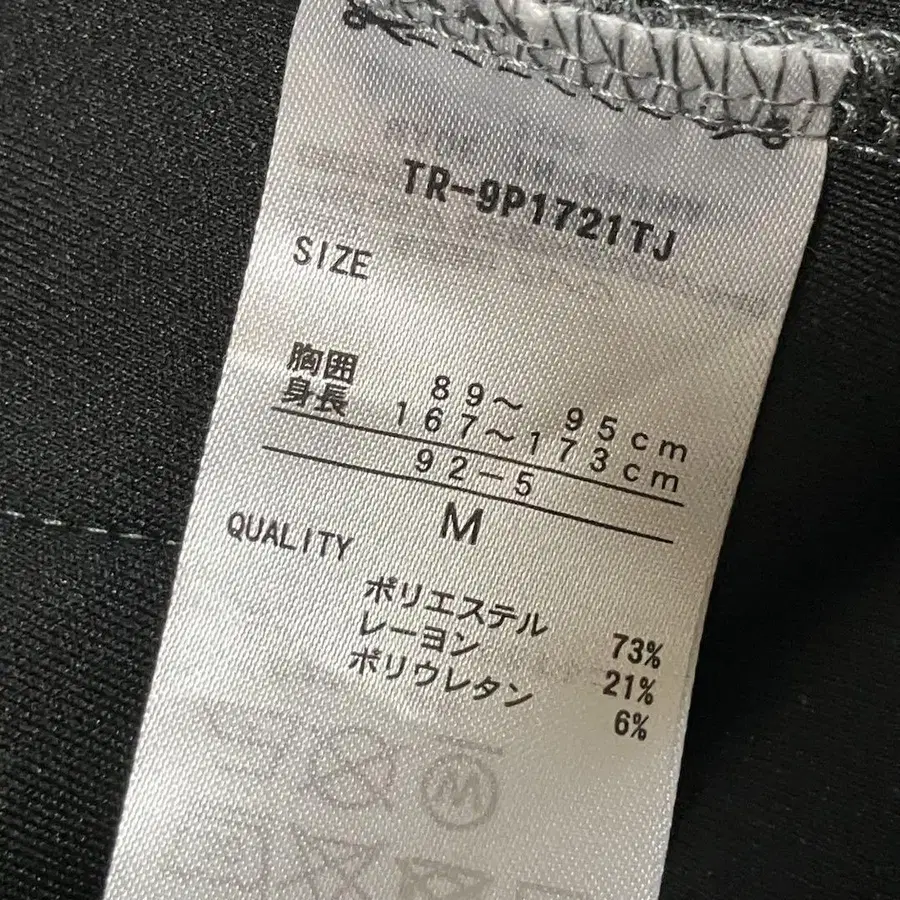 TR-9P1721TJ
SIZE
胸囲 89～ 95cm
身長 167～173cm
92-5
M
QUALITY
ポリエステル 73%
レーヨン 21%
ポリウレタン 6%